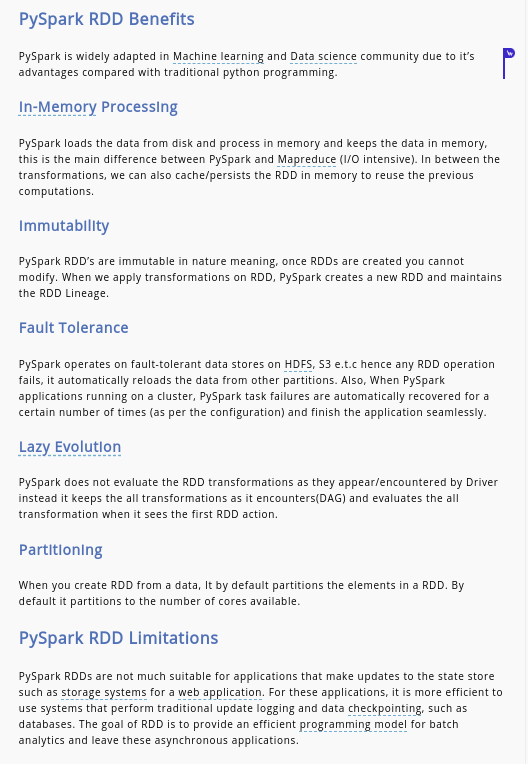 PySpark RDD Benefits
PySpark is widely adapted in Machine learning and Data science community due to it's
advantages compared with traditional python programming.
In-Memory Processing
PySpark loads the data from disk and process in memory and keeps the data in memory,
this is the main difference between PySpark and Mapreduce (I/O intensive). In between the
transformations, we can also cache/persists the RDD in memory to reuse the previous
computations.
Immutability
PySpark RDD's are immutable in nature meaning, once RDDs are created you cannot
modify. When we apply transformations on RDD, PySpark creates a new RDD and maintains
the RDD Lineage.
Fault Tolerance
PySpark operates on fault-tolerant data stores on HDFS, S3 e.t.c hence any RDD operation
fails, it automatically reloads the data from other partitions. Also, When PySpark
applications running on a cluster, PySpark task failures are automatically recovered for a
certain number of times (as per the configuration) and finish the application seamlessly.
Lazy Evolution
PySpark does not evaluate the RDD transformations as they appear/encountered by Driver
instead it keeps the all transformations as it encounters(DAG) and evaluates the all
transformation when it sees the first RDD action.
Partitioning
When you create RDD from a data, It by default partitions the elements in a RDD. By
default it partitions to the number of cores available.
PySpark RDD Limitations
PySpark RDDs are not much suitable for applications that make updates to the state store
such as storage systems for a web application. For these applications, it is more efficient to
use systems that perform traditional update logging and data checkpointing, such as
databases. The goal of RDD is to provide an efficient programming model for batch
analytics and leave these asynchronous applications.